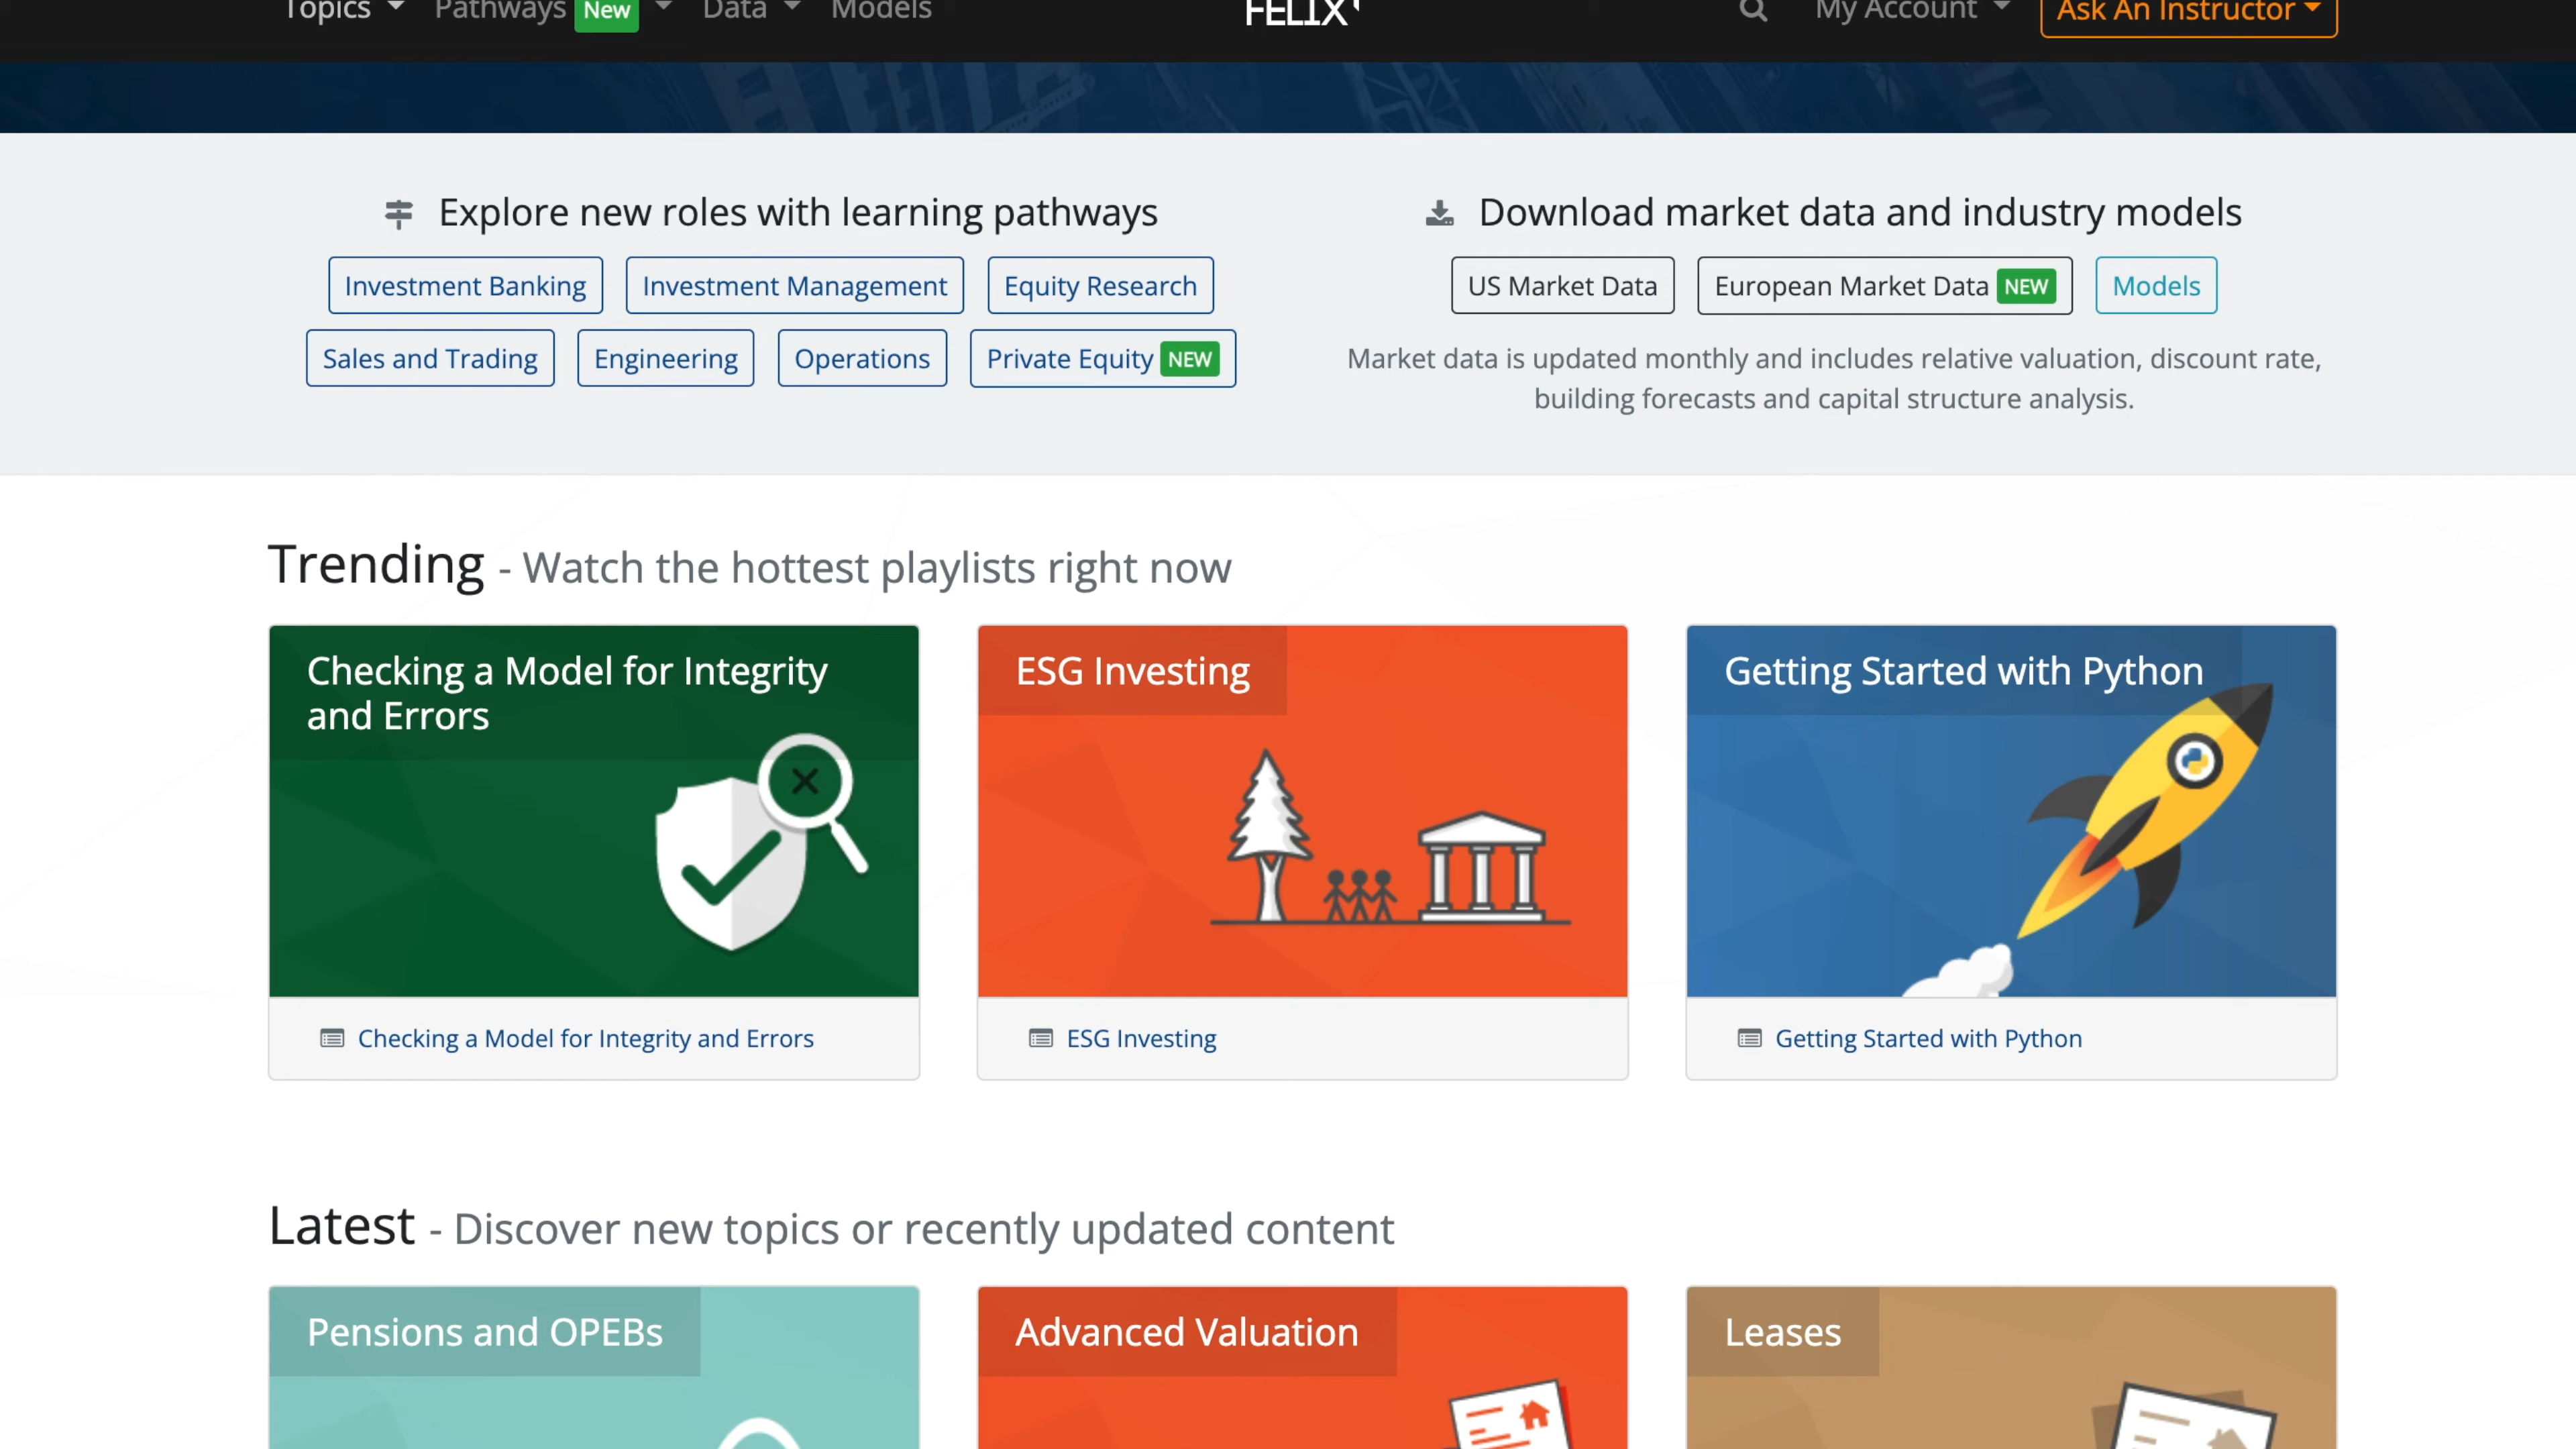 Topics Pathways New Data Models FELIX My Account Ask An Instructor
Explore new roles with learning pathways
Investment Banking Investment Management Equity Research
Sales and Trading Engineering Operations Private Equity NEW
Download market data and industry models
US Market Data European Market Data NEW Models
Market data is updated monthly and includes relative valuation, discount rate,
building forecasts and capital structure analysis.
Trending - Watch the hottest playlists right now
Checking a Model for Integrity
and Errors
Checking a Model for Integrity and Errors
ESG Investing
ESG Investing
Getting Started with Python
Getting Started with Python
Latest - Discover new topics or recently updated content
Pensions and OPEBs
Advanced Valuation
Leases